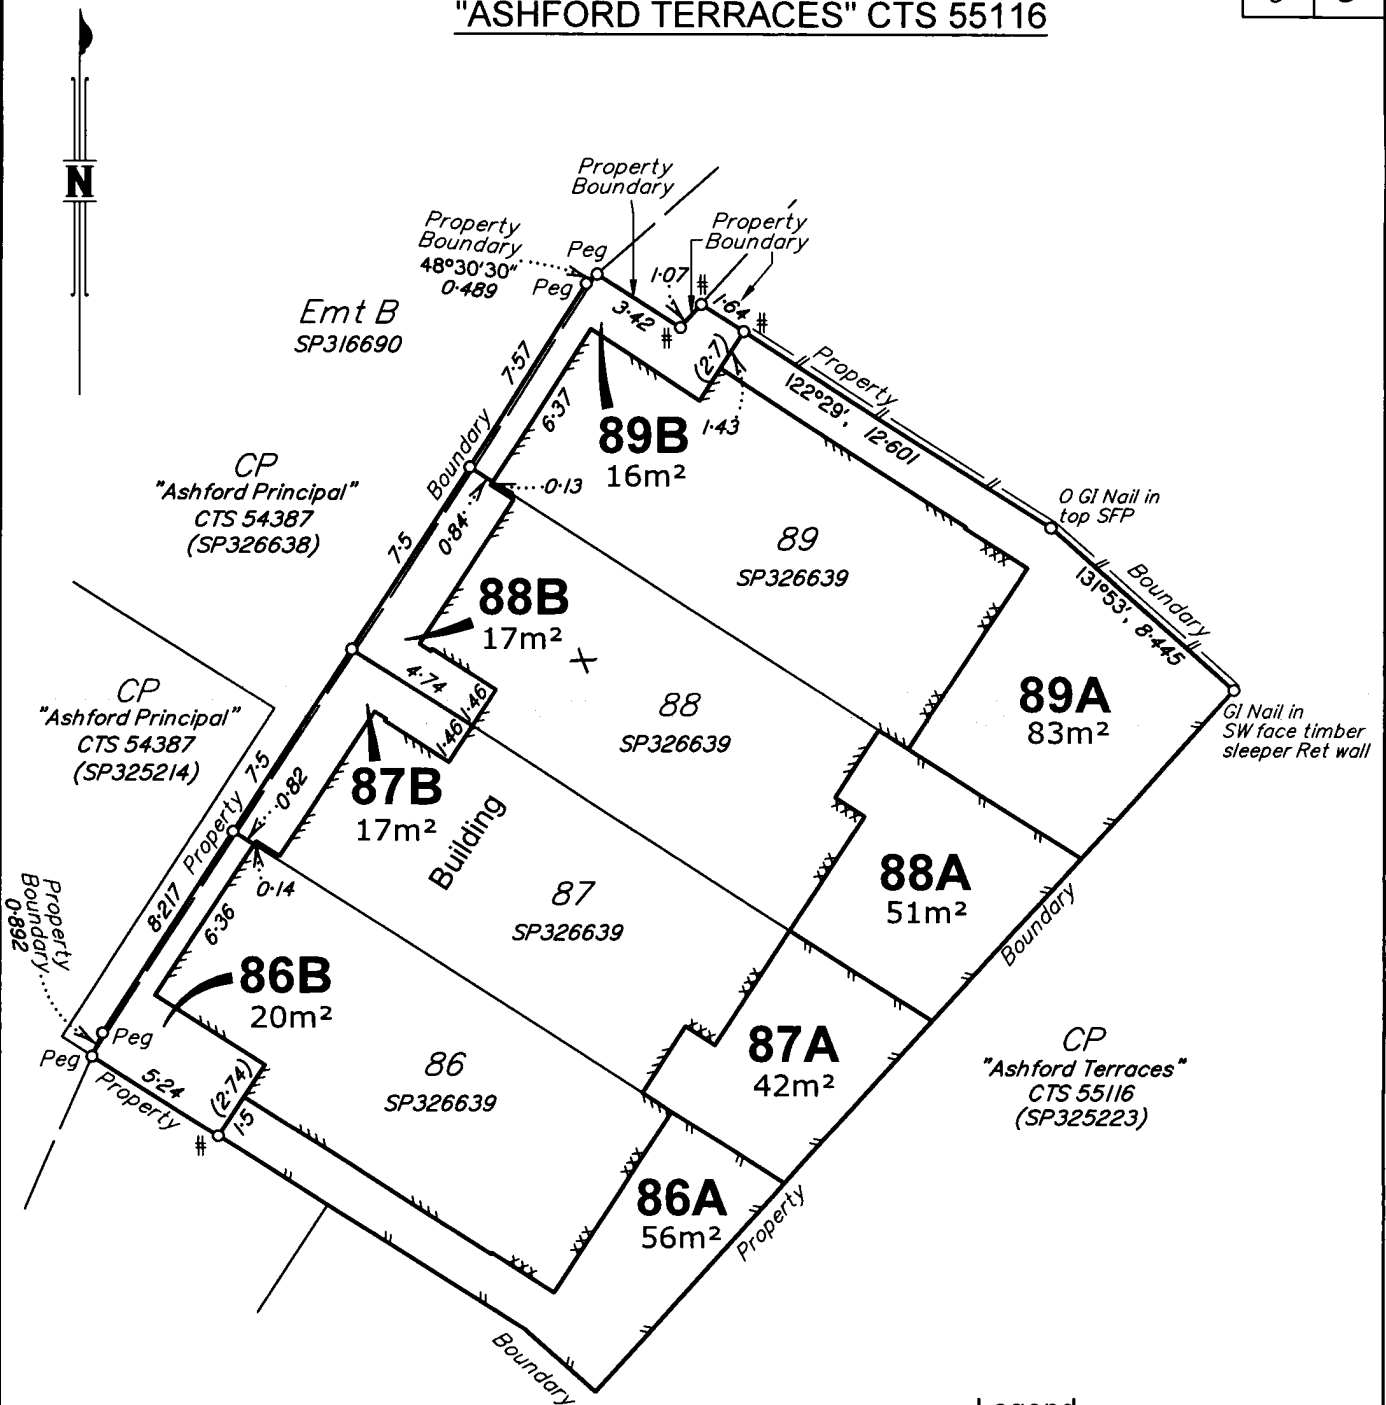 "ASHFORD TERRACES" CTS 55116
N
Property
Boundary
Property
Boundary
Property
Boundary
48°30'30"
0·489
Peg
Peg
1·07
#
1·64
#
3·42
#
Emt B
SP316690
7·57
(2·7)
Property
122°29', 12·601
6·37
89B
16m²
1·43
Boundary
0·13
O GI Nail in
top SFP
CP
"Ashford Principal"
CTS 54387
(SP326638)
7·5
0·84
89
SP326639
131°53', 8·445
Boundary
88B
17m²
4·74
1·46
1·46
88
SP326639
89A
83m²
GI Nail in
SW face timber
sleeper Ret wall
CP
"Ashford Principal"
CTS 54387
(SP325214)
7·5
0·82
87B
17m²
Building
Property
88A
51m²
87
SP326639
0·14
8·217
6·36
Property
Boundary
0·892
Boundary
86B
20m²
Peg
Peg
5·24
Property
(2·74)
1·5
#
86
SP326639
87A
42m²
CP
"Ashford Terraces"
CTS 55116
(SP325223)
86A
56m²
Property
Boundary